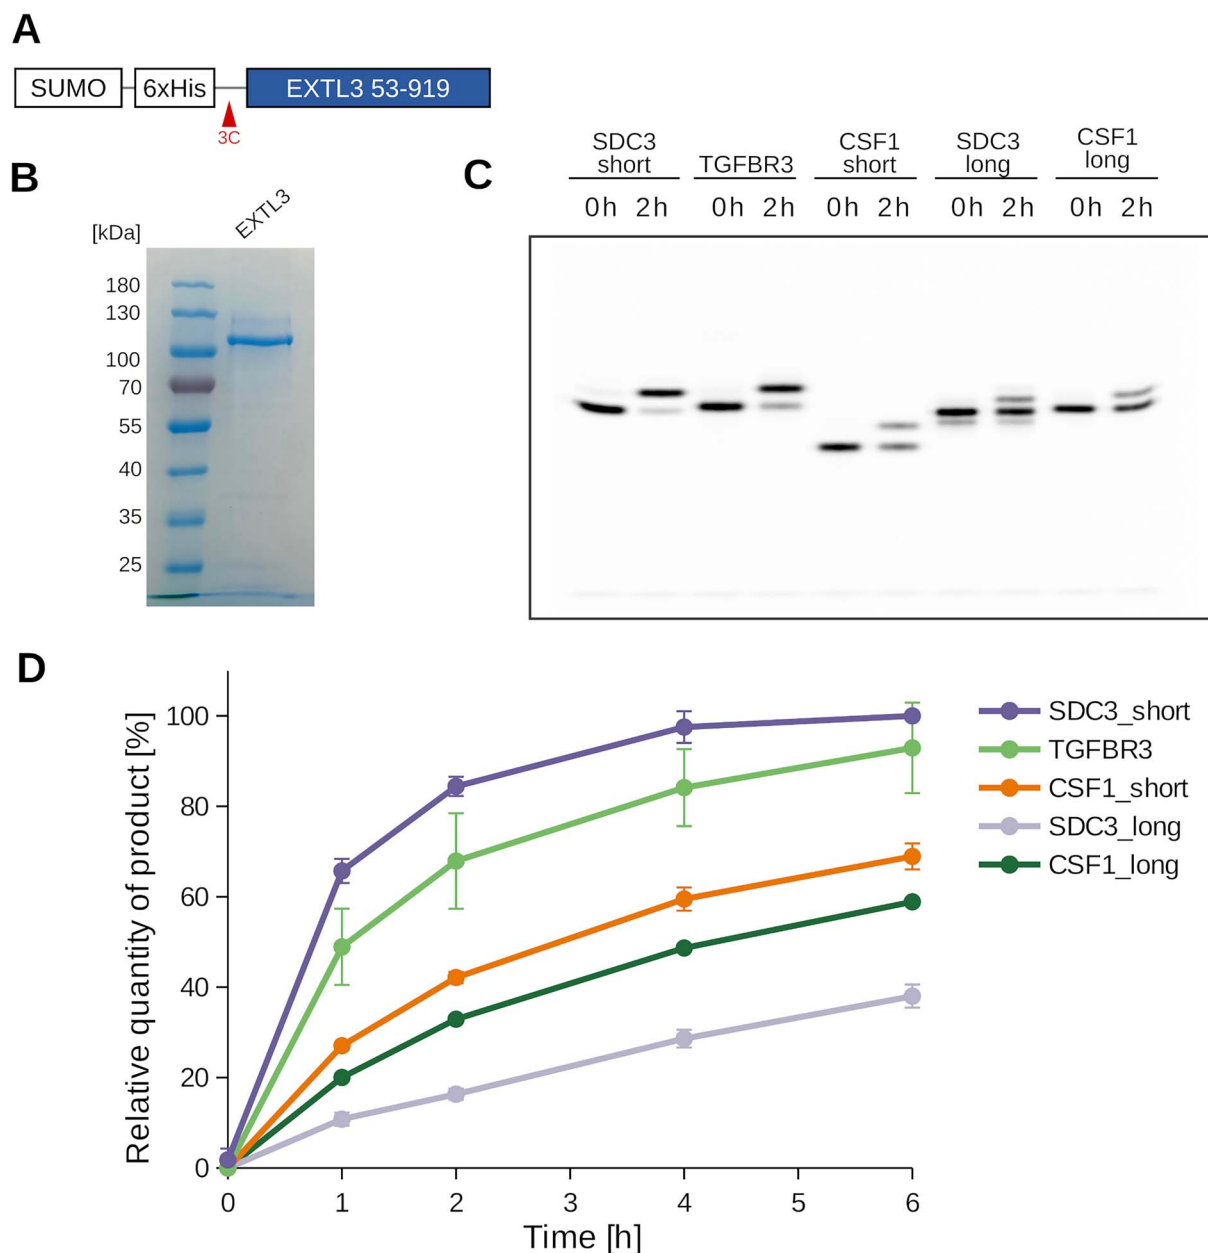 A
SUMO
6xHis
EXTL3 53-919
3C
B
EXTL3
[kDa]
180
130
100
70
55
40
35
25
C
SDC3
short
TGFBR3
CSF1
short
SDC3
long
CSF1
long
0h 2h 0h 2h 0h 2h 0h 2h 0h 2h
D
Relative quantity of product [%]
100
80
60
40
20
0
0 1 2 3 4 5 6
Time [h]
SDC3_short
TGFBR3
CSF1_short
SDC3_long
CSF1_long